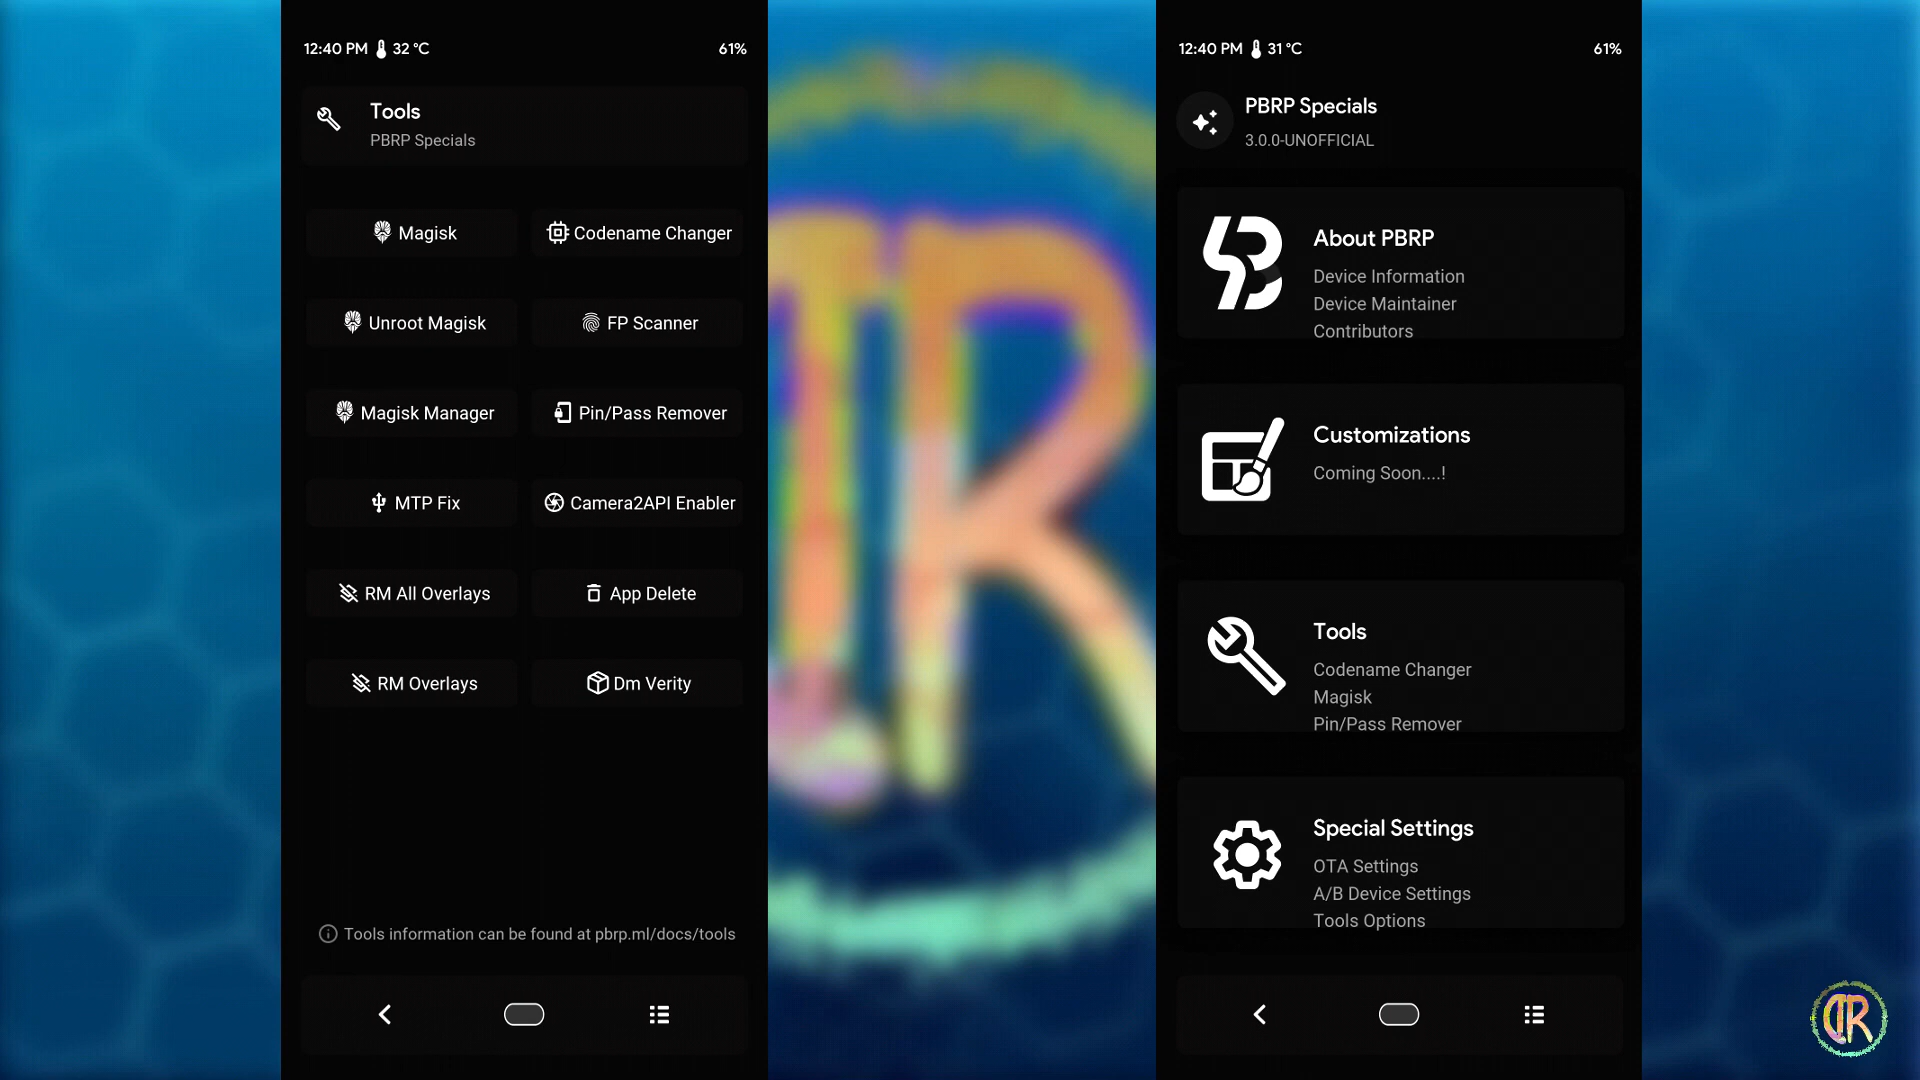 12:40 PM 32 °C 61%
Tools
PBRP Specials
Magisk
Codename Changer
Unroot Magisk
FP Scanner
Magisk Manager
Pin/Pass Remover
MTP Fix
Camera2API Enabler
RM All Overlays
App Delete
RM Overlays
Dm Verity
Tools information can be found at pbrp.ml/docs/tools
12:40 PM 31 °C 61%
PBRP Specials
3.0.0-UNOFFICIAL
About PBRP
Device Information
Device Maintainer
Contributors
Customizations
Coming Soon....!
Tools
Codename Changer
Magisk
Pin/Pass Remover
Special Settings
OTA Settings
A/B Device Settings
Tools Options